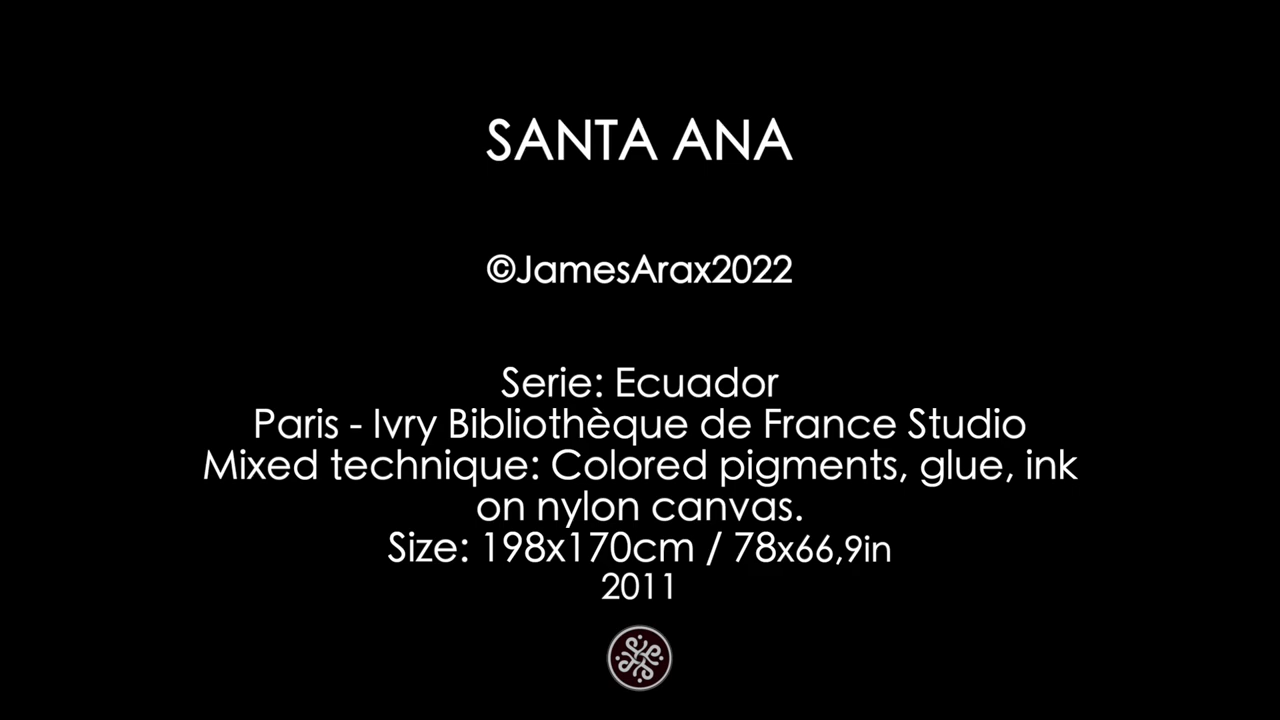 SANTA ANA
©JamesArax2022
Serie: Ecuador
Paris - Ivry Bibliothèque de France Studio
Mixed technique: Colored pigments, glue, ink
on nylon canvas.
Size: 198x170cm / 78x66,9in
2011